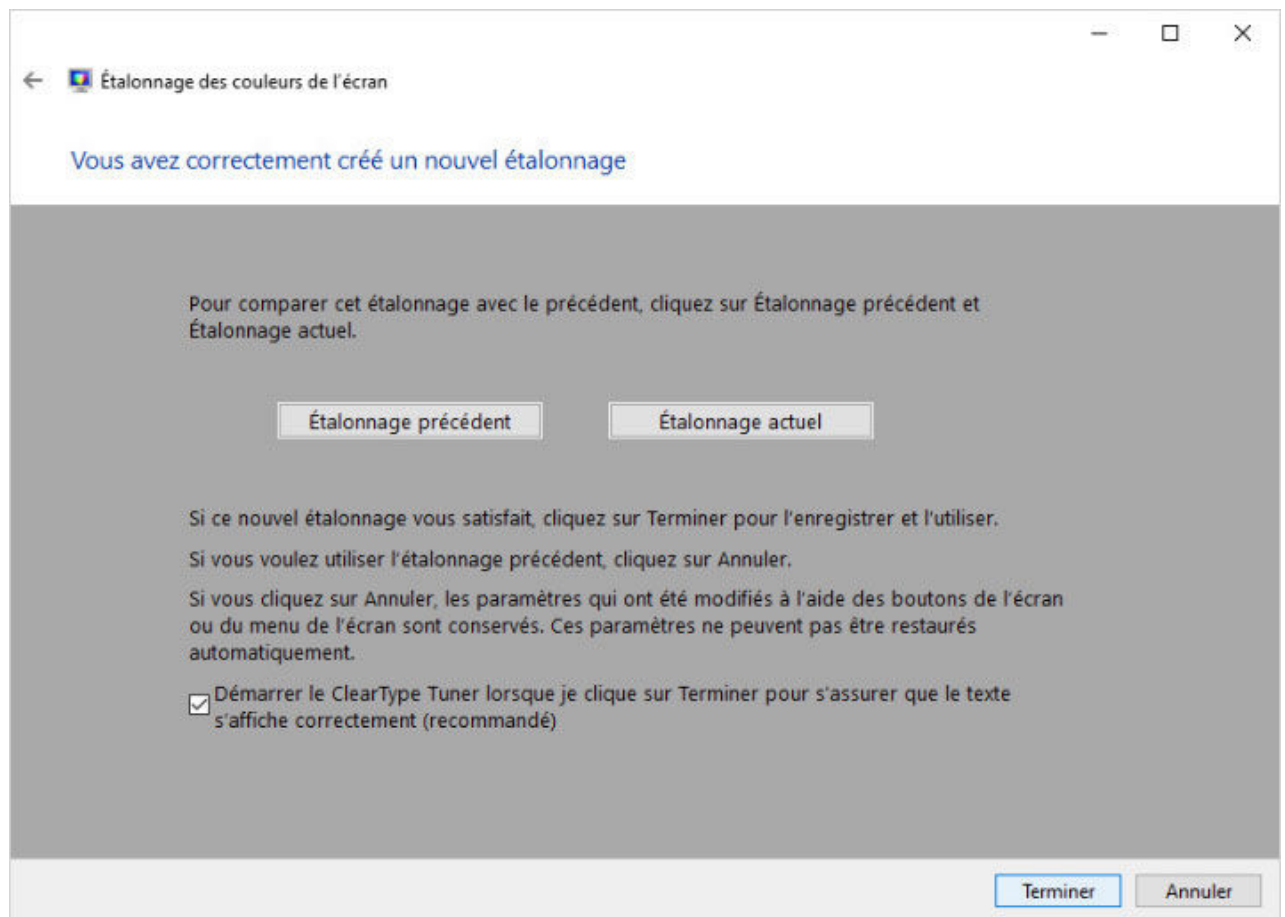 Étalonnage des couleurs de l'écran
Vous avez correctement créé un nouvel étalonnage
Pour comparer cet étalonnage avec le précédent, cliquez sur Étalonnage précédent et
Étalonnage actuel.
Étalonnage précédent
Étalonnage actuel
Si ce nouvel étalonnage vous satisfait, cliquez sur Terminer pour l'enregistrer et l'utiliser.
Si vous voulez utiliser l'étalonnage précédent, cliquez sur Annuler.
Si vous cliquez sur Annuler, les paramètres qui ont été modifiés à l'aide des boutons de l'écran
ou du menu de l'écran sont conservés. Ces paramètres ne peuvent pas être restaurés
automatiquement.
Démarrer le ClearType Tuner lorsque je clique sur Terminer pour s'assurer que le texte
s'affiche correctement (recommandé)
Terminer
Annuler